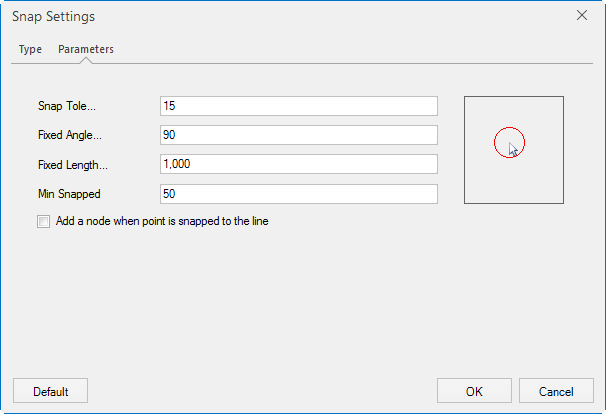 Snap Settings
Type Parameters
Snap Tole... 15
Fixed Angle... 90
Fixed Length... 1,000
Min Snapped 50
Add a node when point is snapped to the line
Default OK Cancel